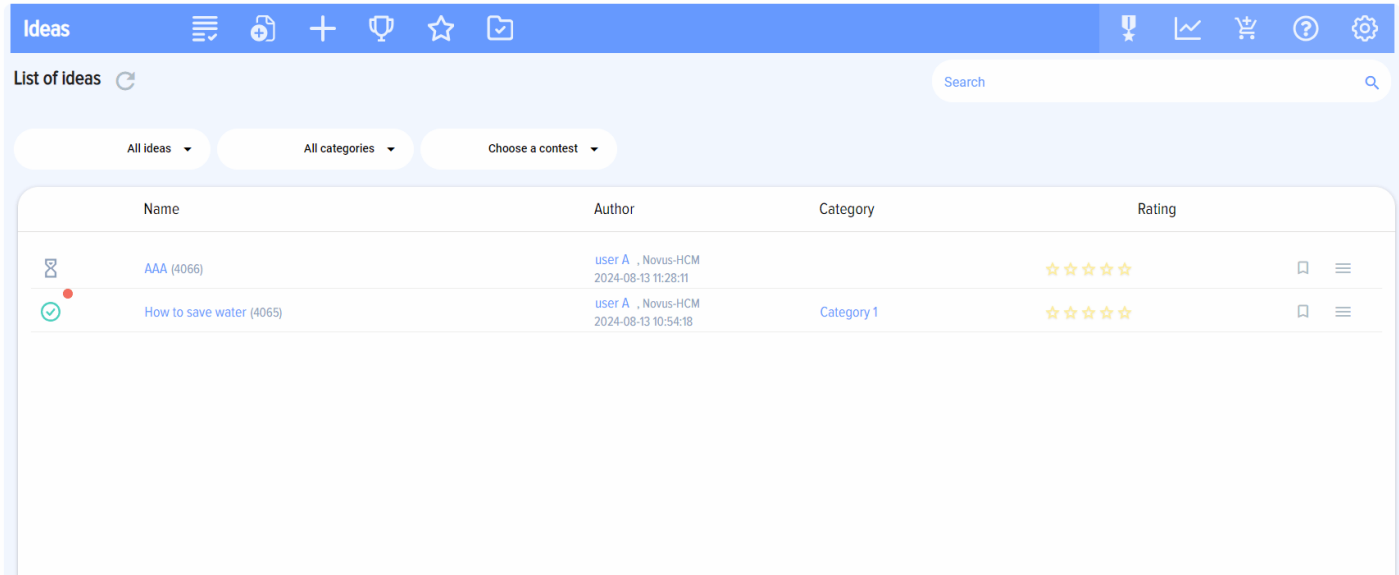 Ideas
List of ideas
Search
All ideas
All categories
Choose a contest
Name Author Category Rating
AAA (4066)
user A , Novus-HCM
2024-08-13 11:28:11
How to save water (4065)
user A , Novus-HCM
2024-08-13 10:54:18
Category 1